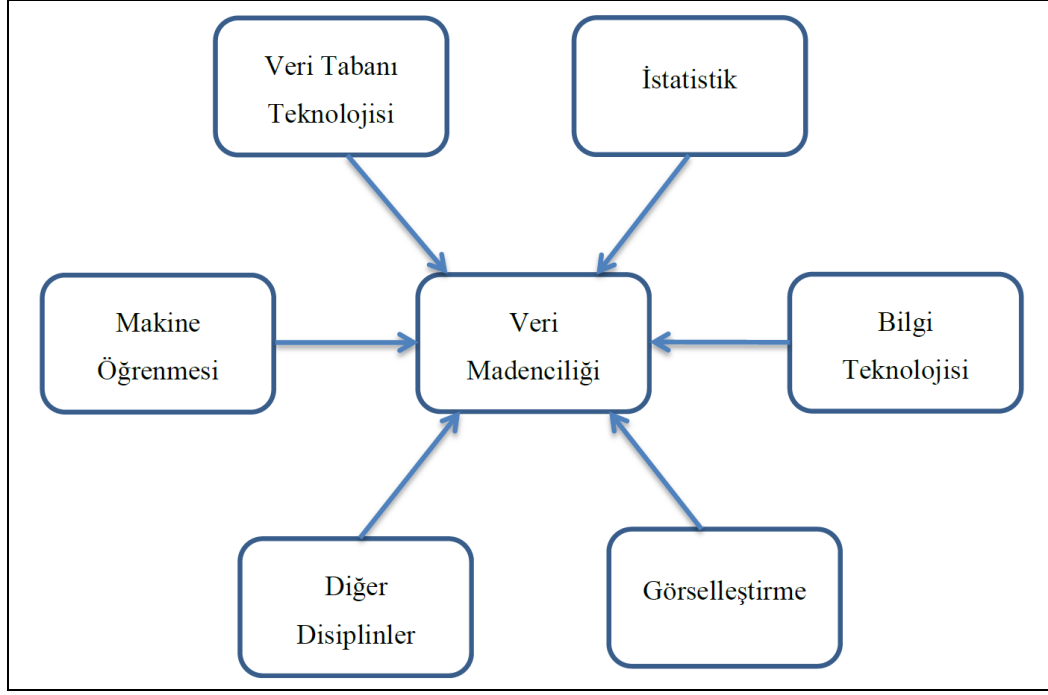 Veri Tabanı
Teknolojisi
İstatistik
Makine
Öğrenmesi
Veri
Madenciliği
Bilgi
Teknolojisi
Diğer
Disiplinler
Görselleştirme